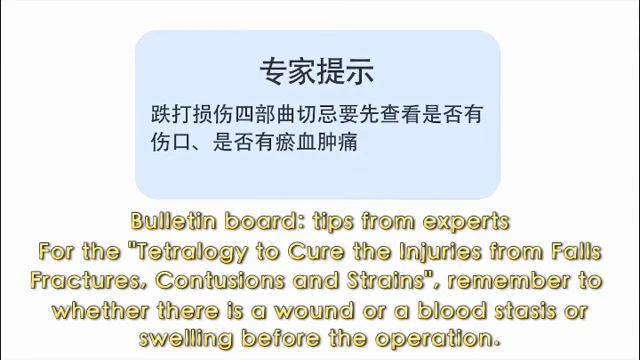 专家提示
跌打损伤四部曲切忌要先查看是否有
伤口、是否有瘀血肿痛
Bulletin board: tips from experts
For the "Tetralogy to Cure the Injuries from Falls
Fractures, Contusions and Strains", remember to
whether there is a wound or a blood stasis or
swelling before the operation.